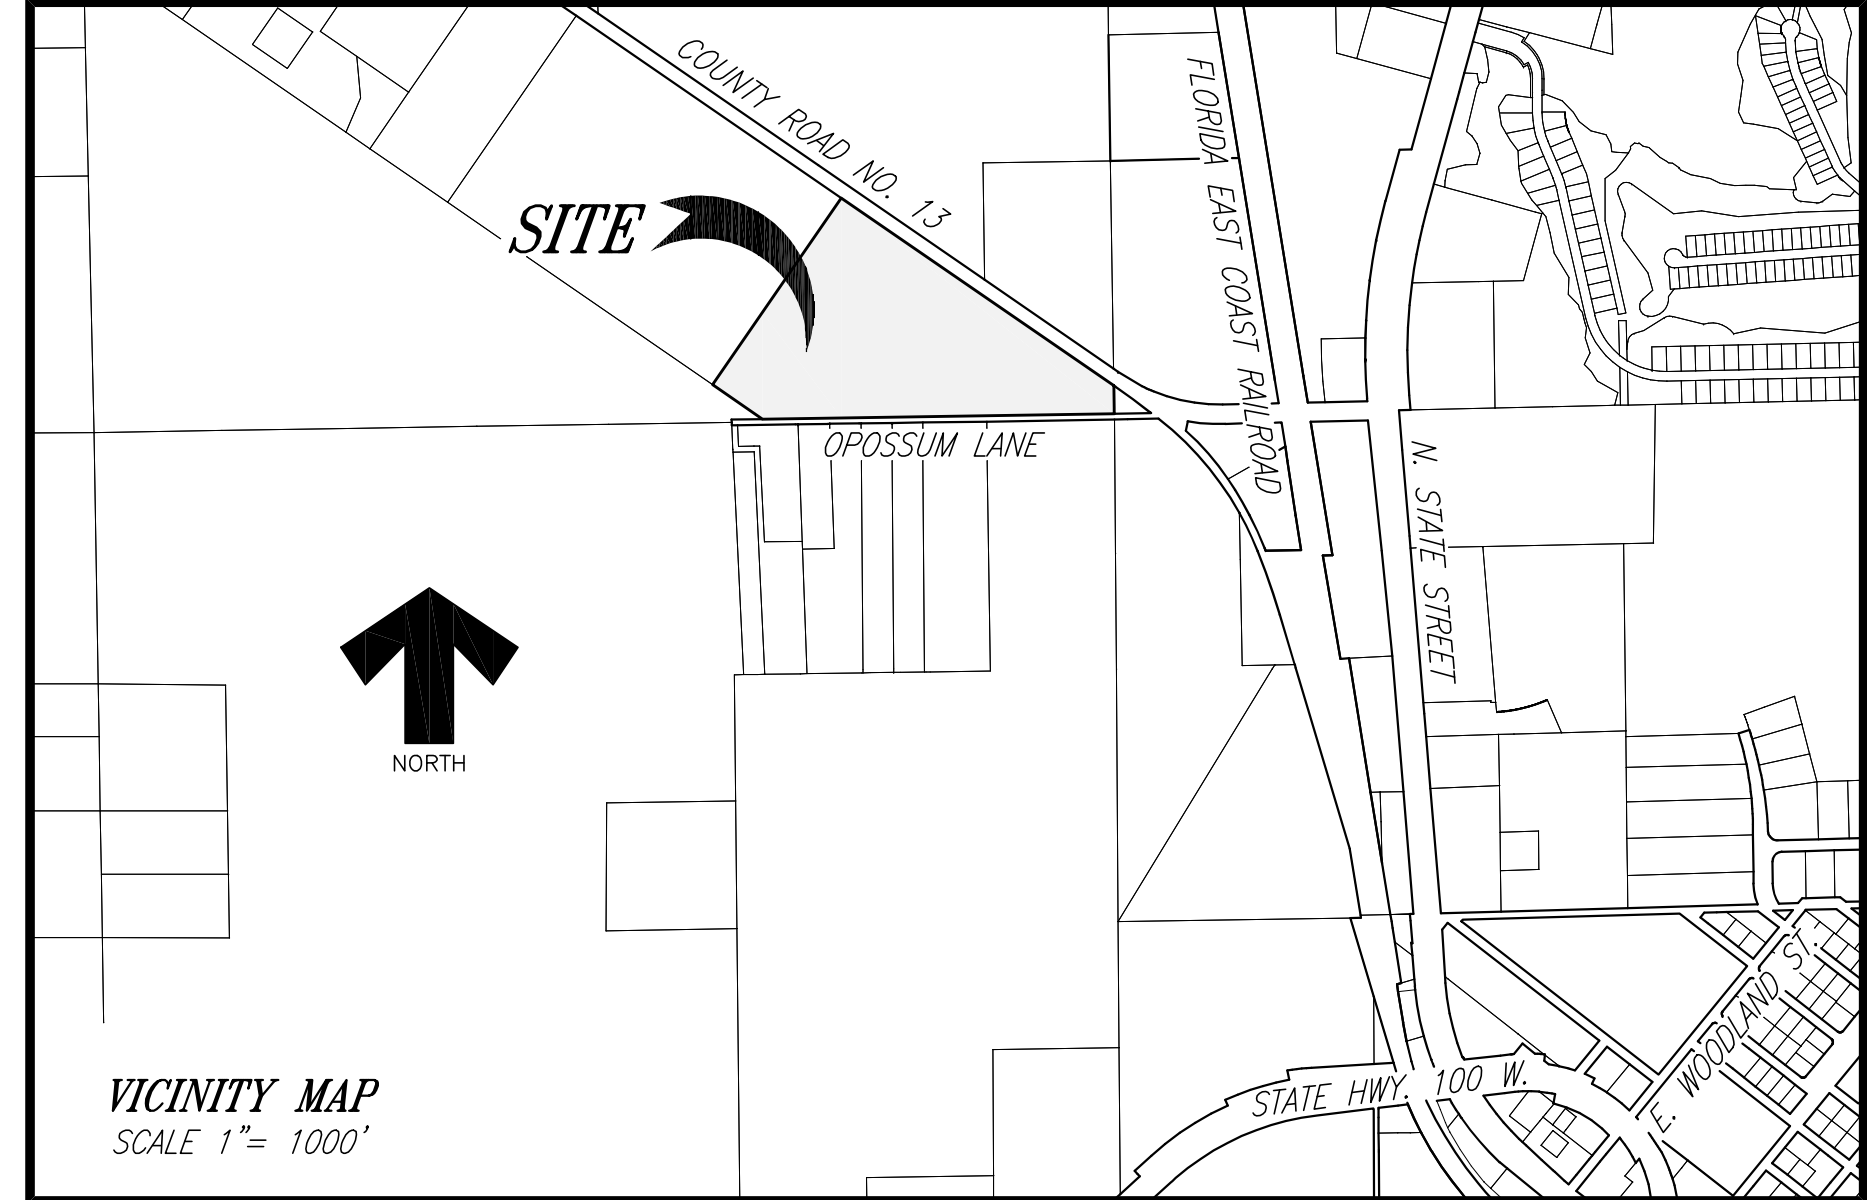 COUNTY ROAD NO. 13
FLORIDA EAST COAST RAILROAD
SITE
OPOSSUM LANE
N. STATE STREET
NORTH
E. WOODLAND ST.
STATE HWY. 100 W.
VICINITY MAP
SCALE 1"= 1000'